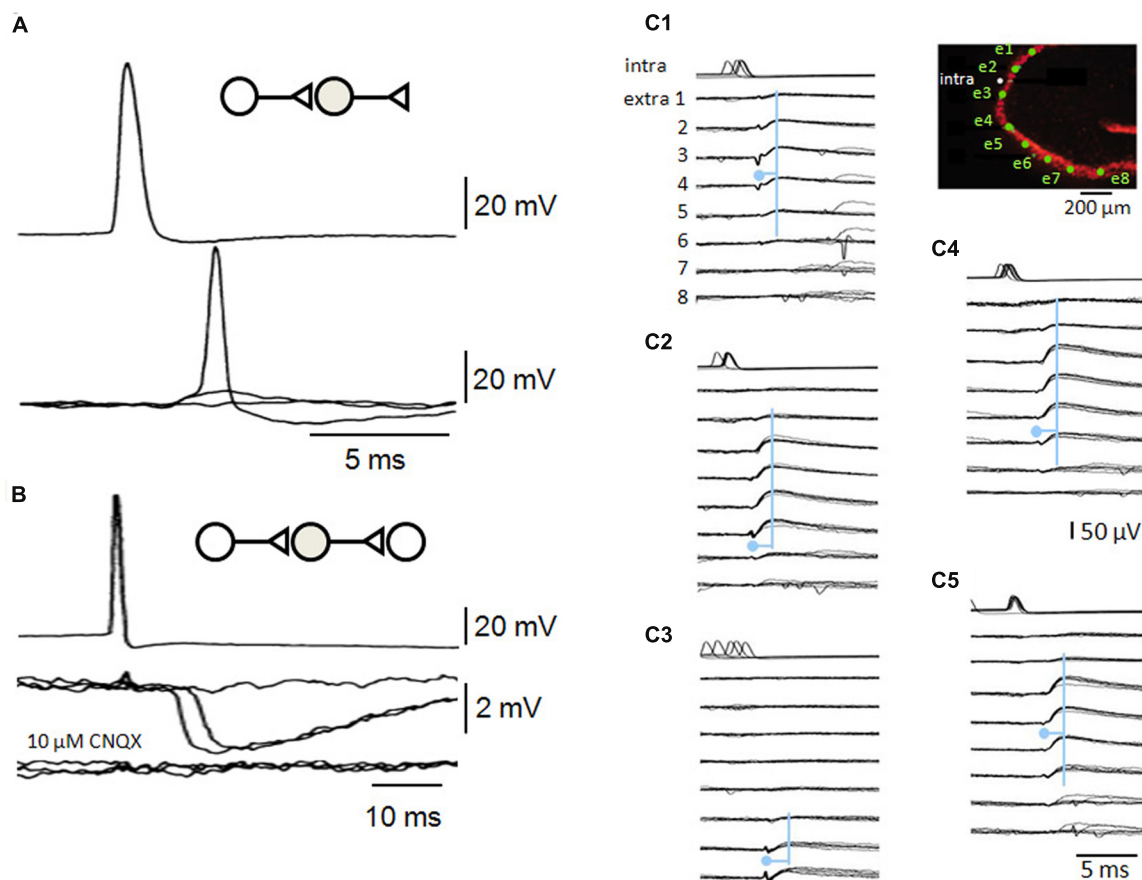 A
20 mV
20 mV
5 ms
B
20 mV
2 mV
10 µM CNQX
10 ms
C1
intra
extra 1
2
3
4
5
6
7
8
e1
e2
intra
e3
e4
e5
e6
e7
e8
200 µm
C2
C3
C4
50 µV
C5
5 ms